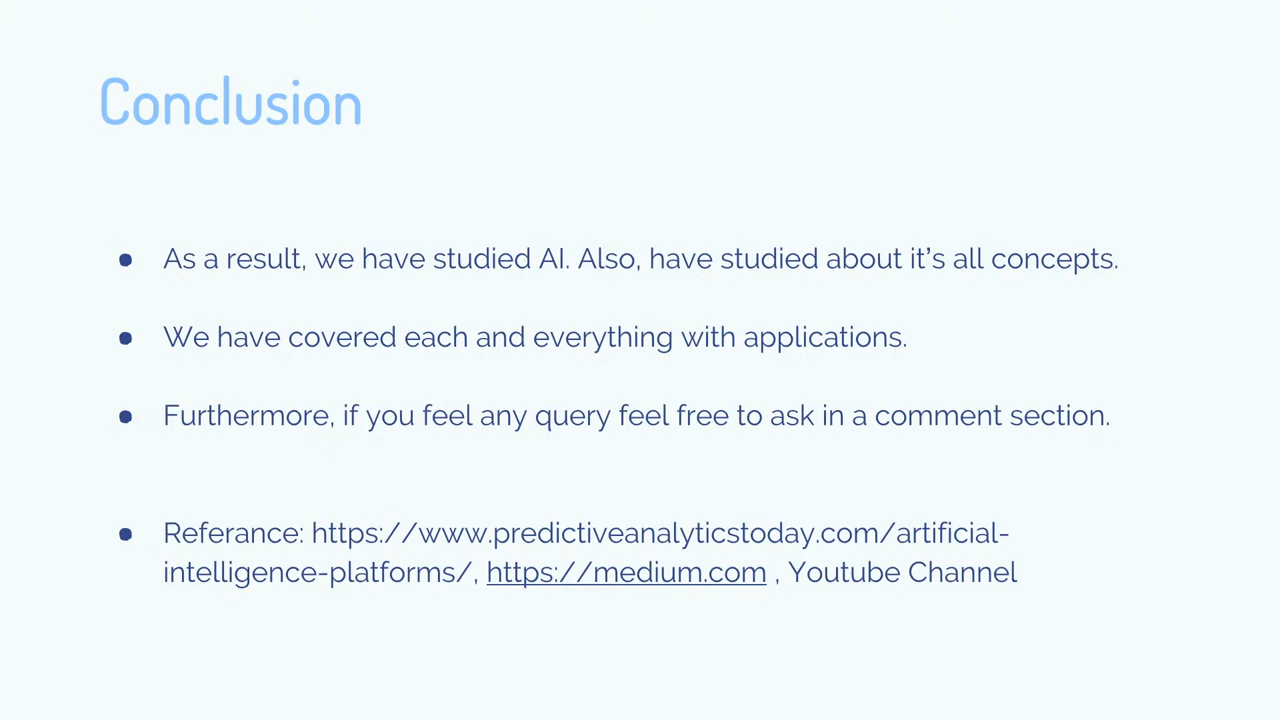 Conclusion
● As a result, we have studied AI. Also, have studied about it’s all concepts.
● We have covered each and everything with applications.
● Furthermore, if you feel any query feel free to ask in a comment section.
● Referance: https://www.predictiveanalyticstoday.com/artificial-
intelligence-platforms/, https://medium.com , Youtube Channel